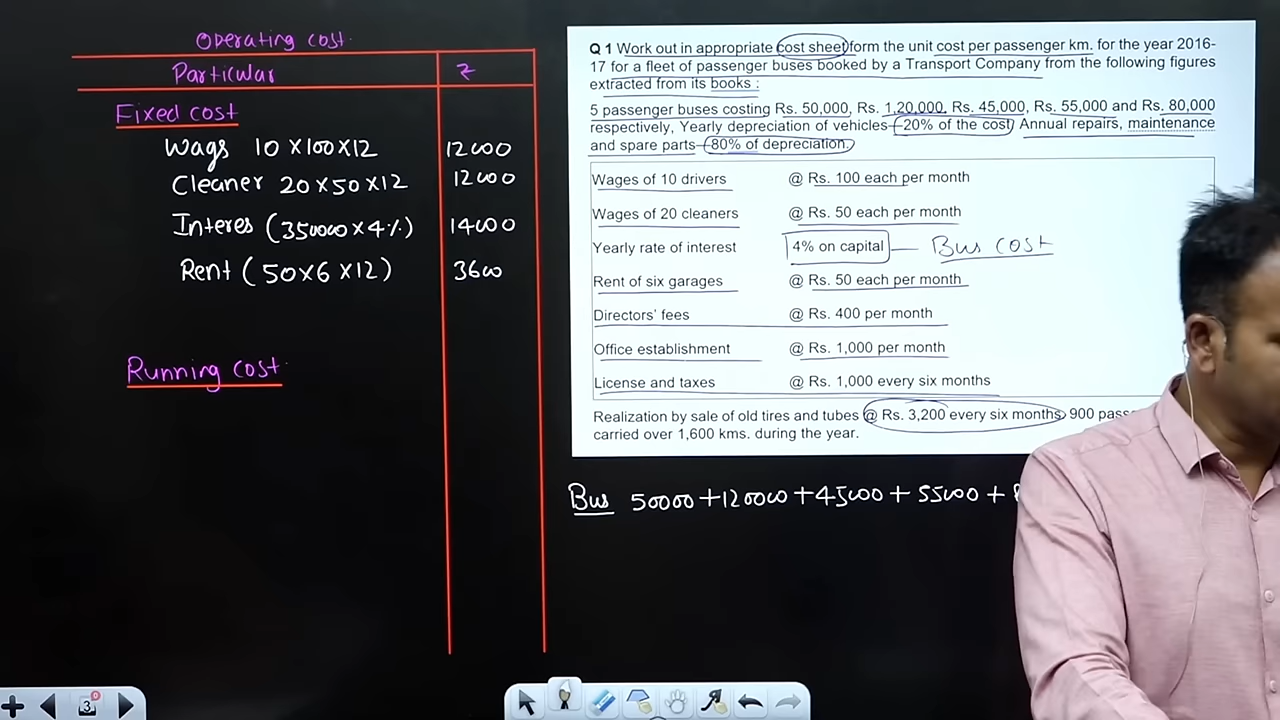 Operating cost.
Particular ₹
Fixed cost
Wags 10 x 100 x 12 12000
Cleaner 20 x 50 x 12 12000
Interes (350000 x 4%) 14000
Rent (50 x 6 x 12) 3600
Running cost.
Q 1 Work out in appropriate cost sheet form the unit cost per passenger km. for the year 2016-
17 for a fleet of passenger buses booked by a Transport Company from the following figures
extracted from its books :
5 passenger buses costing Rs. 50,000, Rs. 1,20,000, Rs. 45,000, Rs. 55,000 and Rs. 80,000
respectively, Yearly depreciation of vehicles-20% of the cost, Annual repairs, maintenance
and spare parts-80% of depreciation.
Wages of 10 drivers @ Rs. 100 each per month
Wages of 20 cleaners @ Rs. 50 each per month
Yearly rate of interest 4% on capital — Bus cost
Rent of six garages @ Rs. 50 each per month
Directors' fees @ Rs. 400 per month
Office establishment @ Rs. 1,000 per month
License and taxes @ Rs. 1,000 every six months
Realization by sale of old tires and tubes @ Rs. 3,200 every six months, 900
carried over 1,600 kms. during the year.
Bus 50000 + 120000 + 45000 + 55000 +
3
0